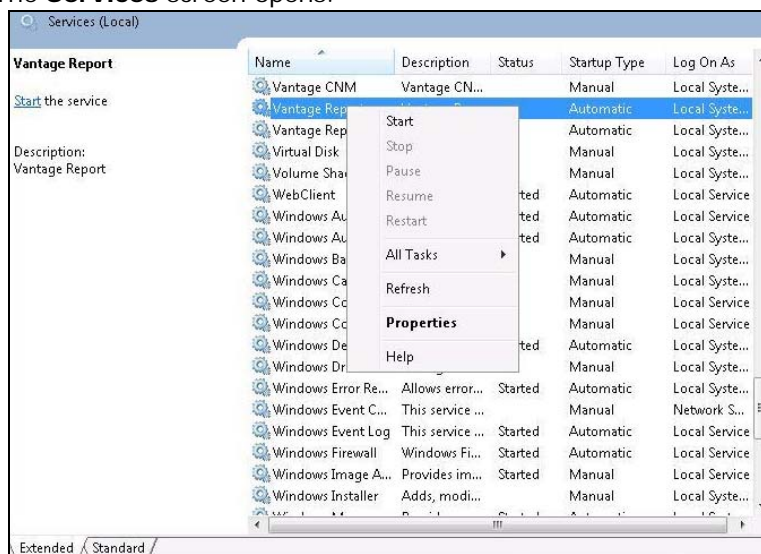 Services screen opens.
Services (Local)
Vantage Report
Start the service
Description:
Vantage Report
Name Description Status Startup Type Log On As
Vantage CNM Vantage CN... Manual Local Syste...
Vantage Rep Automatic Local Syste...
Vantage Rep Automatic Local Syste...
Virtual Disk Manual Local Syste...
Volume Sha Manual Local Syste...
WebClient ted Automatic Local Service
Windows Au ted Automatic Local Service
Windows Au ted Automatic Local Syste...
Windows Ba Manual Local Syste...
Windows Ca Manual Local Syste...
Windows Co Manual Local Service
Windows Co Manual Local Service
Windows De ted Automatic Local Syste...
Windows Dr Manual Local Syste...
Windows Error Re... Allows error... Started Automatic Local Syste...
Windows Event C... This service ... Manual Network S...
Windows Event Log This service ... Started Automatic Local Service
Windows Firewall Windows Fi... Started Automatic Local Service
Windows Image A... Provides im... Started Manual Local Service
Windows Installer Adds, modi... Manual Local Syste...
Start
Stop
Pause
Resume
Restart
All Tasks
Refresh
Properties
Help
Extended Standard